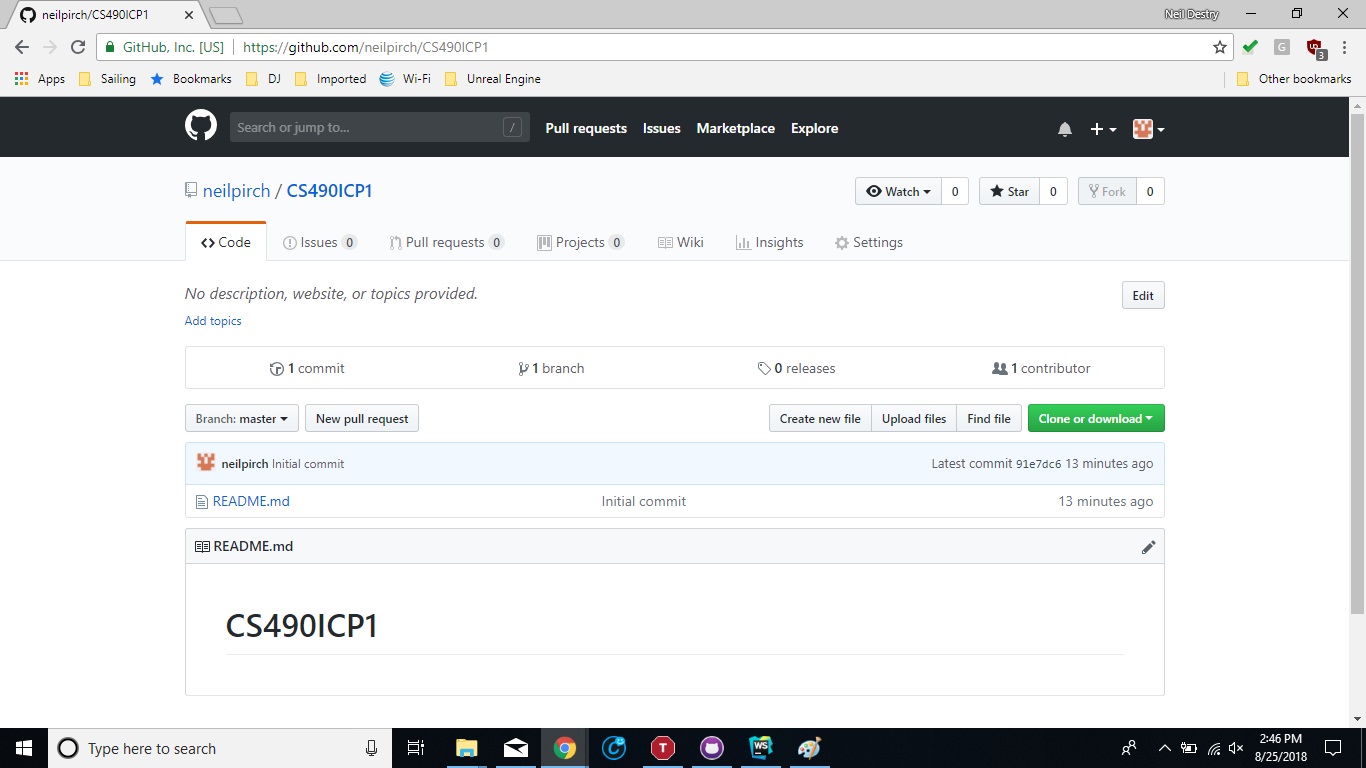 neilpirch/CS490ICP1
Neil Destry
GitHub, Inc. [US] https://github.com/neilpirch/CS490ICP1
G
3
Apps Sailing Bookmarks DJ Imported Wi-Fi Unreal Engine Other bookmarks
Search or jump to... / Pull requests Issues Marketplace Explore
neilpirch / CS490ICP1 Watch 0 Star 0 Fork 0
Code Issues 0 Pull requests 0 Projects 0 Wiki Insights Settings
No description, website, or topics provided. Edit
Add topics
1 commit 1 branch 0 releases 1 contributor
Branch: master New pull request Create new file Upload files Find file Clone or download
neilpirch Initial commit Latest commit 91e7dc6 13 minutes ago
README.md Initial commit 13 minutes ago
README.md
CS490ICP1
Type here to search T WS 2:46 PM
8/25/2018